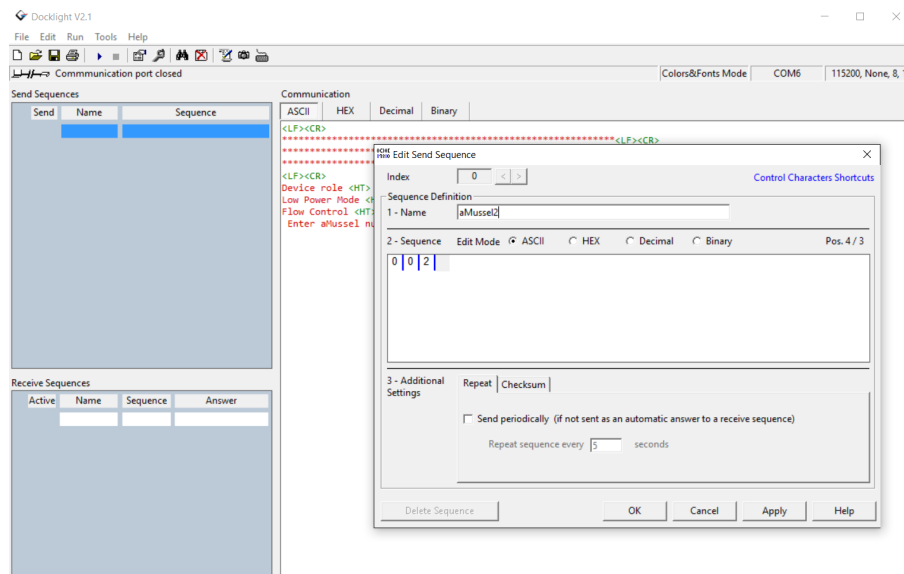 Docklight V2.1
File Edit Run Tools Help
Commmunication port closed
Colors&Fonts Mode COM6 115200, None, 8,
Send Sequences
Send Name Sequence
Communication
ASCII HEX Decimal Binary
<LF><CR>
<LF><CR>
<LF><CR>
Device role <HT>
Low Power Mode
Flow Control <HT>
Enter aMussel
Edit Send Sequence
Index 0 < >
Control Characters Shortcuts
Sequence Definition
1 - Name aMussel2
2 - Sequence Edit Mode ASCII HEX Decimal Binary Pos. 4 / 3
0 0 2
3 - Additional
Settings
Repeat Checksum
Send periodically (if not sent as an automatic answer to a receive sequence)
Repeat sequence every 5 seconds
Delete Sequence OK Cancel Apply Help
Receive Sequences
Active Name Sequence Answer